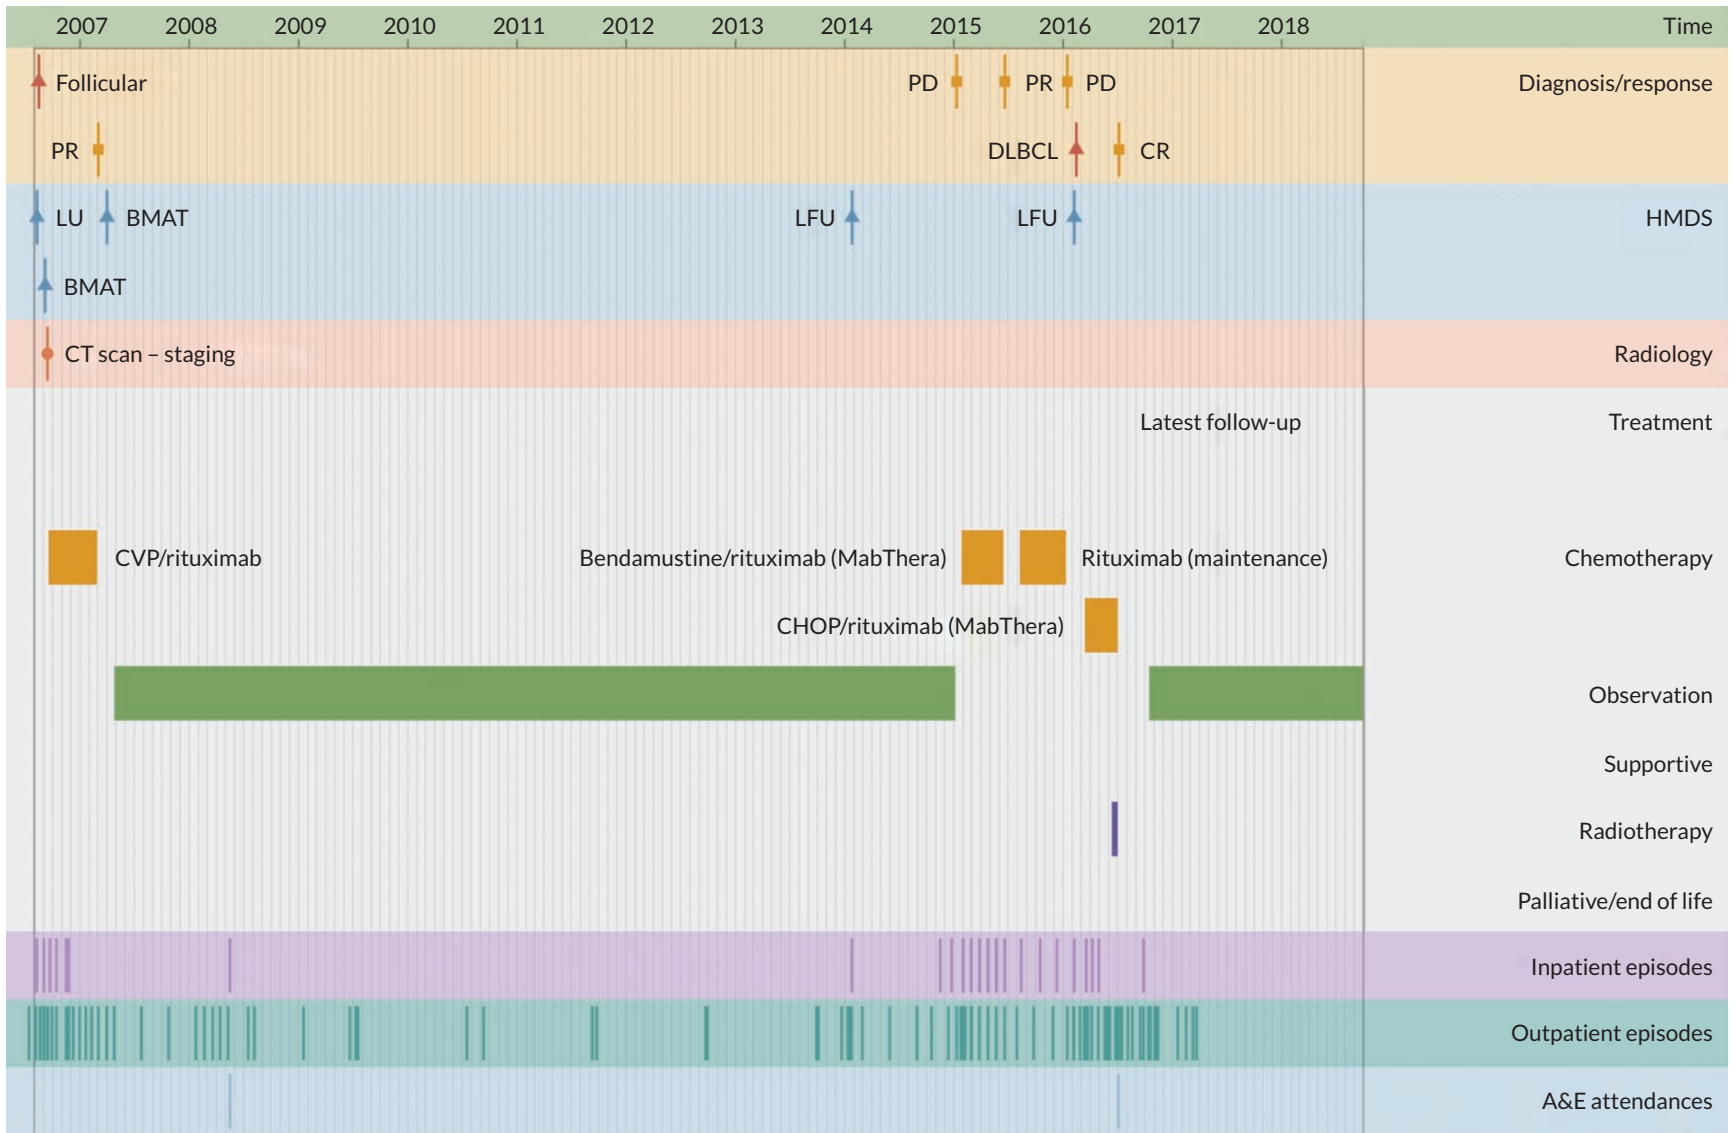 2007 2008 2009 2010 2011 2012 2013 2014 2015 2016 2017 2018 Time
Follicular PD PR PD Diagnosis/response
PR DLBCL CR
LU BMAT LFU LFU HMDS
BMAT
CT scan – staging Radiology
Latest follow-up Treatment
CVP/rituximab Bendamustine/rituximab (MabThera) Rituximab (maintenance) Chemotherapy
CHOP/rituximab (MabThera)
Observation
Supportive
Radiotherapy
Palliative/end of life
Inpatient episodes
Outpatient episodes
A&E attendances